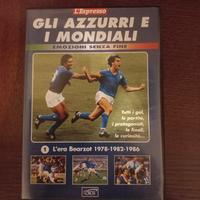 L'Espresso
GLI AZZURRI E
I MONDIALI
EMOZIONI SENZA FINE
Tutti i gol,
le partite,
i protagonisti,
le finali,
le curiosità...
1 L'era Bearzot 1978-1982-1986